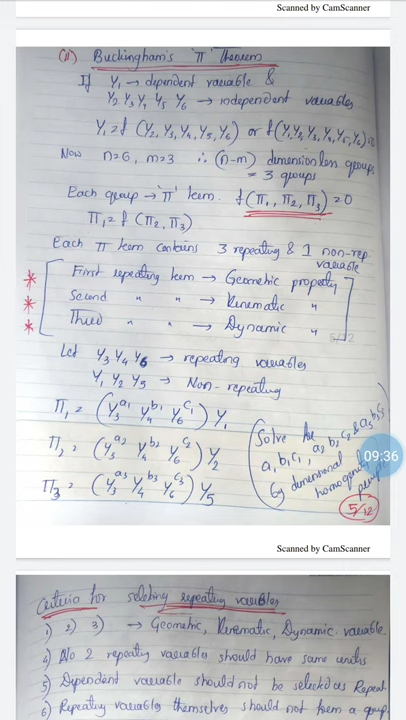 Scanned by CamScanner
(ii) Buckingham's 'π' Theorem
If Y₁ → dependent variable &
Y₂ Y₃ Y₄ Y₅ Y₆ → independent variables
Y₁ = f (Y₂, Y₃, Y₄, Y₅, Y₆) or f(Y₁, Y₂, Y₃, Y₄, Y₅, Y₆) = 0
Now n=6, m=3 ∴ (n-m) dimensionless groups
= 3 groups
Each group → 'π' term. f(π₁, π₂, π₃) = 0
π₁ = f (π₂, π₃)
Each π term contains 3 repeating & 1 non-rep
variable
* First repeating term → Geometric property
* Second " " → Kinematic "
* Third " " → Dynamic "
Let Y₃ Y₄ Y₆ → repeating variables
Y₁ Y₂ Y₅ → Non-repeating
π₁ = (Y₃^a₁ Y₄^b₁ Y₆^c₁) Y₁
π₂ = (Y₃^a₂ Y₄^b₂ Y₆^c₂) Y₂
π₃ = (Y₃^a₃ Y₄^b₃ Y₆^c₃) Y₅
Solve for
a₁ b₁ c₁, a₂ b₂ c₂ & a₃ b₃ c₃
by dimensional
09:36
5/12
Scanned by CamScanner
Criteria for selecting repeating variables
1) 2) 3) → Geometric, Kinematic, Dynamic variable
4) No 2 repeating variables should have same units
5) Dependent variable should not be selected as Repeat.
6) Repeating variables themselves should not form a group